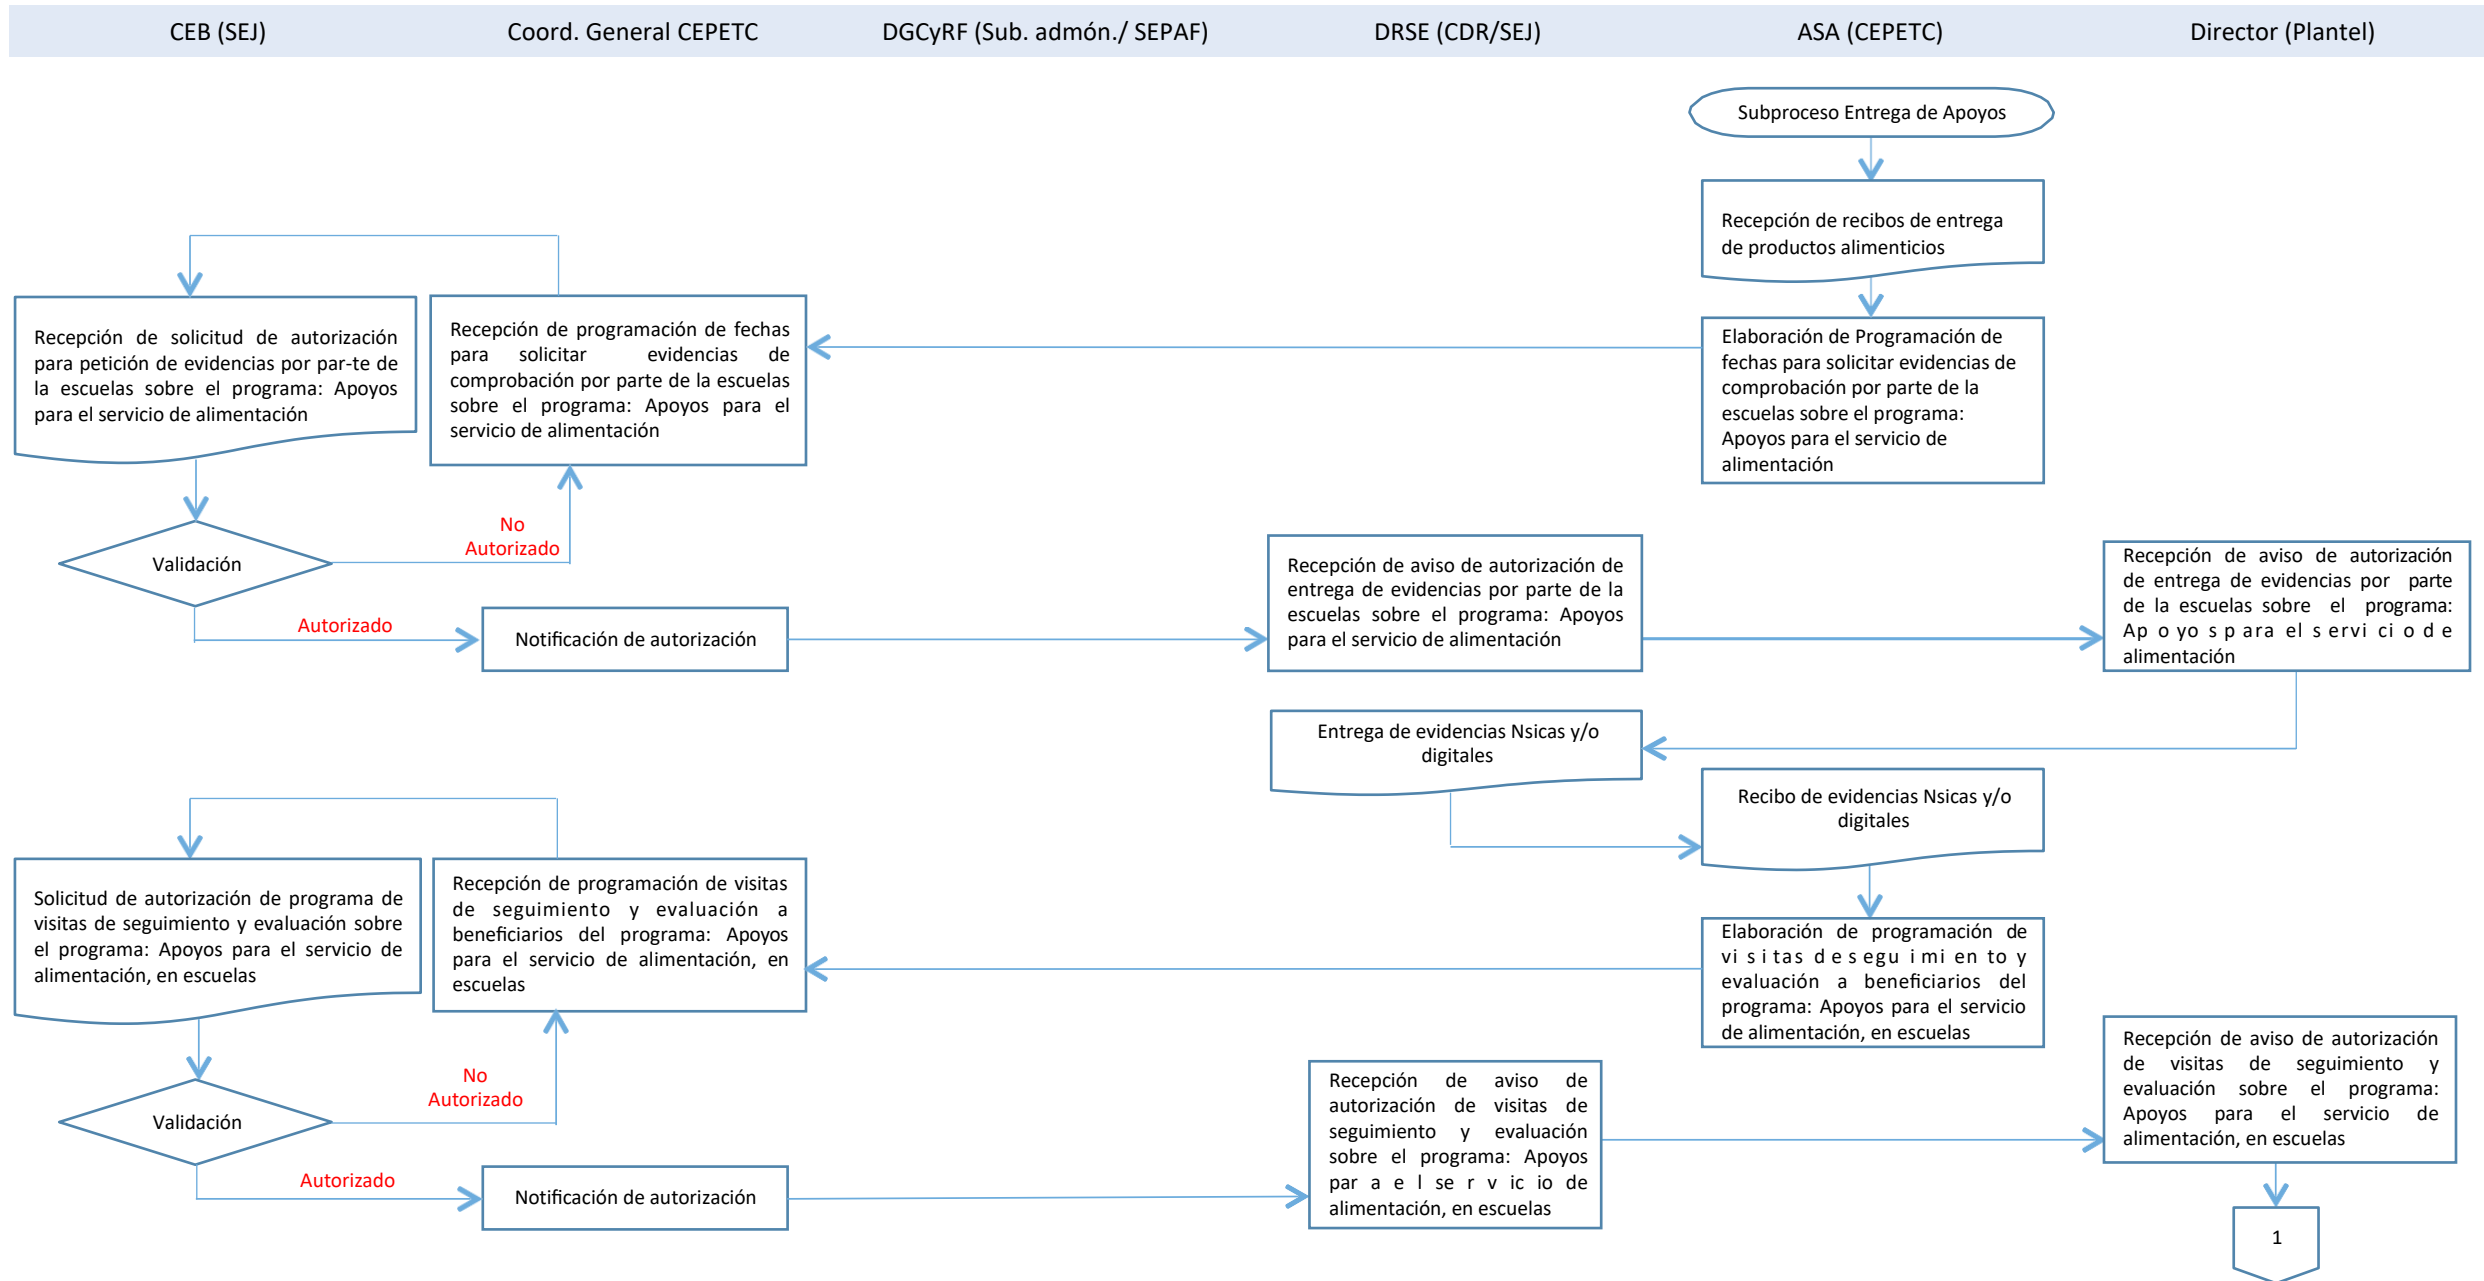 CEB (SEJ)
Coord. General CEPETC
DGCyRF (Sub. admón./ SEPAF)
DRSE (CDR/SEJ)
ASA (CEPETC)
Director (Plantel)
Subproceso Entrega de Apoyos
Recepción de recibos de entrega
de productos alimenticios
Elaboración de Programación de
fechas para solicitar evidencias de
comprobación por parte de la
escuelas sobre el programa:
Apoyos para el servicio de
alimentación
Recepción de programación de fechas
para solicitar evidencias de
comprobación por parte de la escuelas
sobre el programa: Apoyos para el
servicio de alimentación
Recepción de solicitud de autorización
para petición de evidencias por par-te de
la escuelas sobre el programa: Apoyos
para el servicio de alimentación
Validación
No
Autorizado
Autorizado
Notificación de autorización
Recepción de aviso de autorización de
entrega de evidencias por parte de la
escuelas sobre el programa: Apoyos
para el servicio de alimentación
Recepción de aviso de autorización
de entrega de evidencias por parte
de la escuelas sobre el programa:
Ap o yo s p ara el s ervi ci o d e
alimentación
Entrega de evidencias Nsicas y/o
digitales
Recibo de evidencias Nsicas y/o
digitales
Elaboración de programación de
vi s i tas d e s egu i mi en to y
evaluación a beneficiarios del
programa: Apoyos para el servicio
de alimentación, en escuelas
Recepción de programación de visitas
de seguimiento y evaluación a
beneficiarios del programa: Apoyos
para el servicio de alimentación, en
escuelas
Solicitud de autorización de programa de
visitas de seguimiento y evaluación sobre
el programa: Apoyos para el servicio de
alimentación, en escuelas
Validación
No
Autorizado
Autorizado
Notificación de autorización
Recepción de aviso de
autorización de visitas de
seguimiento y evaluación
sobre el programa: Apoyos
par a e l se r v ic io de
alimentación, en escuelas
Recepción de aviso de autorización
de visitas de seguimiento y
evaluación sobre el programa:
Apoyos para el servicio de
alimentación, en escuelas
1